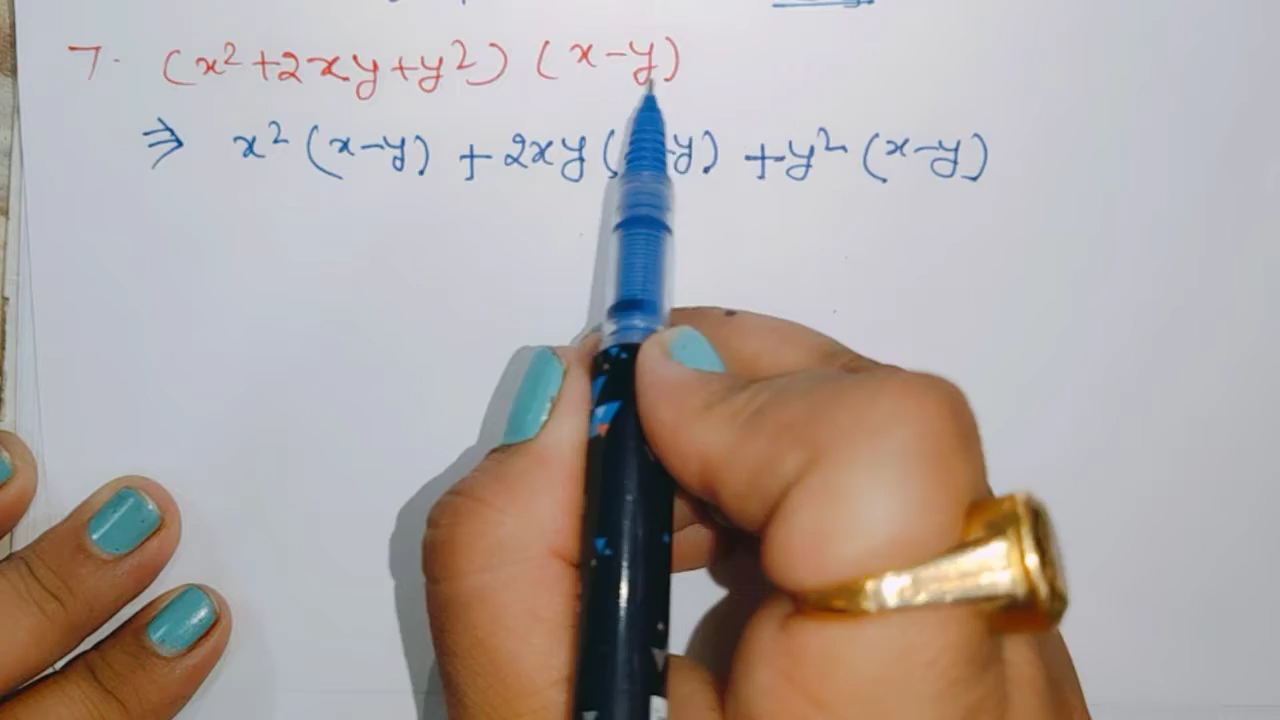 7. (x²+2xy+y²) (x-y)
⇒ x² (x-y) + 2xy( -y) + y² (x-y)